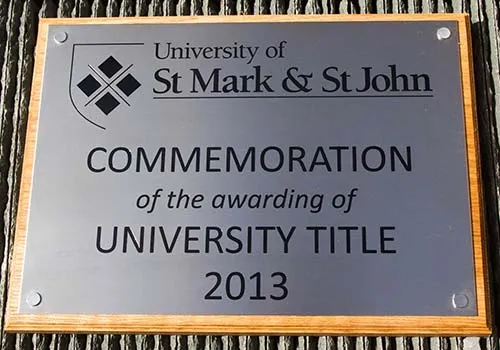 University of
St Mark & St John
COMMEMORATION
of the awarding of
UNIVERSITY TITLE
2013